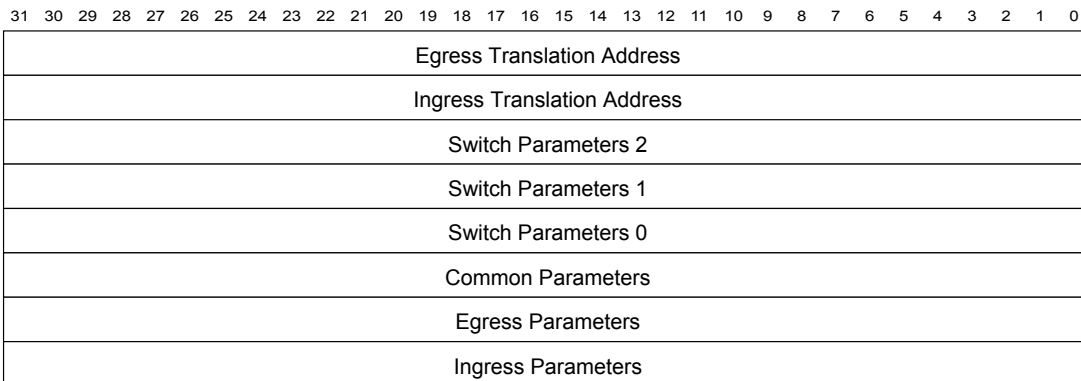 31 30 29 28 27 26 25 24 23 22 21 20 19 18 17 16 15 14 13 12 11 10 9 8 7 6 5 4 3 2 1 0
Egress Translation Address
Ingress Translation Address
Switch Parameters 2
Switch Parameters 1
Switch Parameters 0
Common Parameters
Egress Parameters
Ingress Parameters